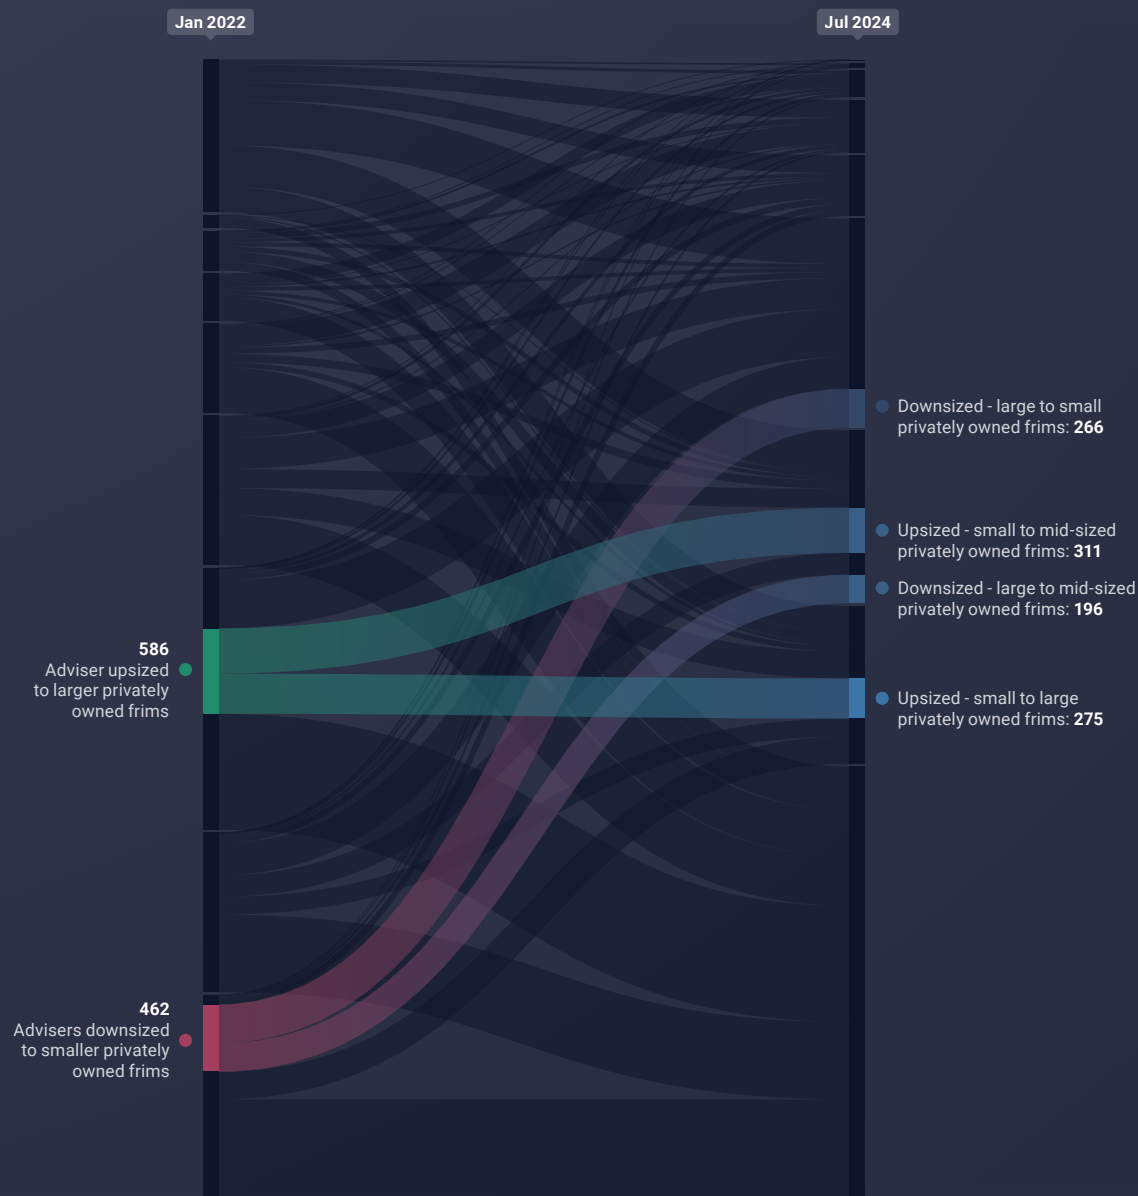 Jan 2022
Jul 2024
Downsized - large to small
privately owned frims: 266
Upsized - small to mid-sized
privately owned frims: 311
Downsized - large to mid-sized
privately owned frims: 196
586
Adviser upsized
to larger privately
owned frims
Upsized - small to large
privately owned frims: 275
462
Advisers downsized
to smaller privately
owned frims